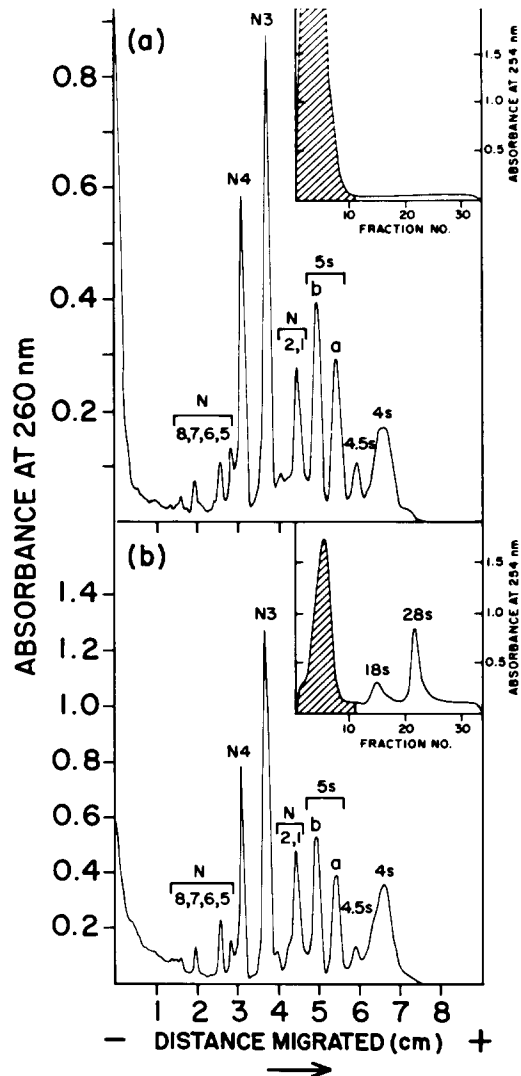 (a)
N3
N4
N
8,7,6,5
N
2,1
5s
b
a
4.5s
4s
0.8
0.6
0.4
0.2
1.5
1.0
0.5
ABSORBANCE AT 254 nm
10 20 30
FRACTION NO.
ABSORBANCE AT 260 nm
(b)
N3
N4
N
8,7,6,5
N
2,1
5s
b
a
4.5s
4s
1.4
1.2
1.0
0.8
0.6
0.4
0.2
18s
28s
1.5
1.0
0.5
ABSORBANCE AT 254 nm
10 20 30
FRACTION NO.
1 2 3 4 5 6 7 8
− DISTANCE MIGRATED (cm) +